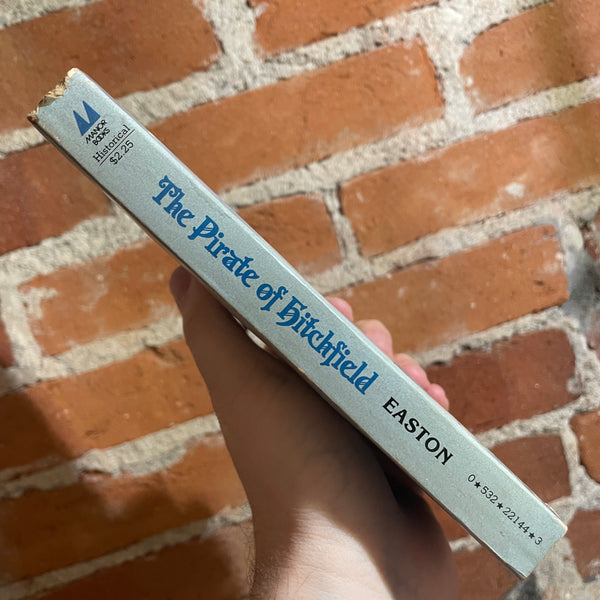 MANOR
BOOKS
Historical
$2.25
The Pirate of Hitchfield
EASTON
0★532★22144★3